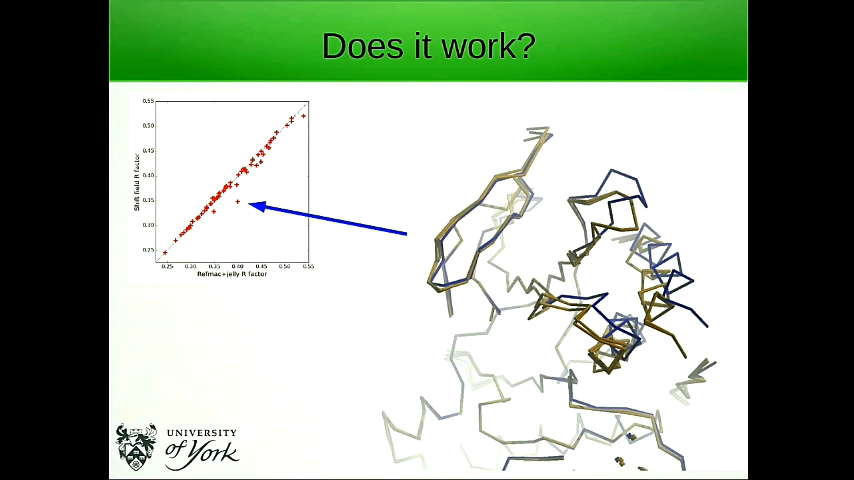 Does it work?
0.55
0.50
0.45
0.40
0.35
0.30
0.25
Shift field R factor
0.25 0.30 0.35 0.40 0.45 0.50 0.55
Refmac+jelly R factor
UNIVERSITY
of York